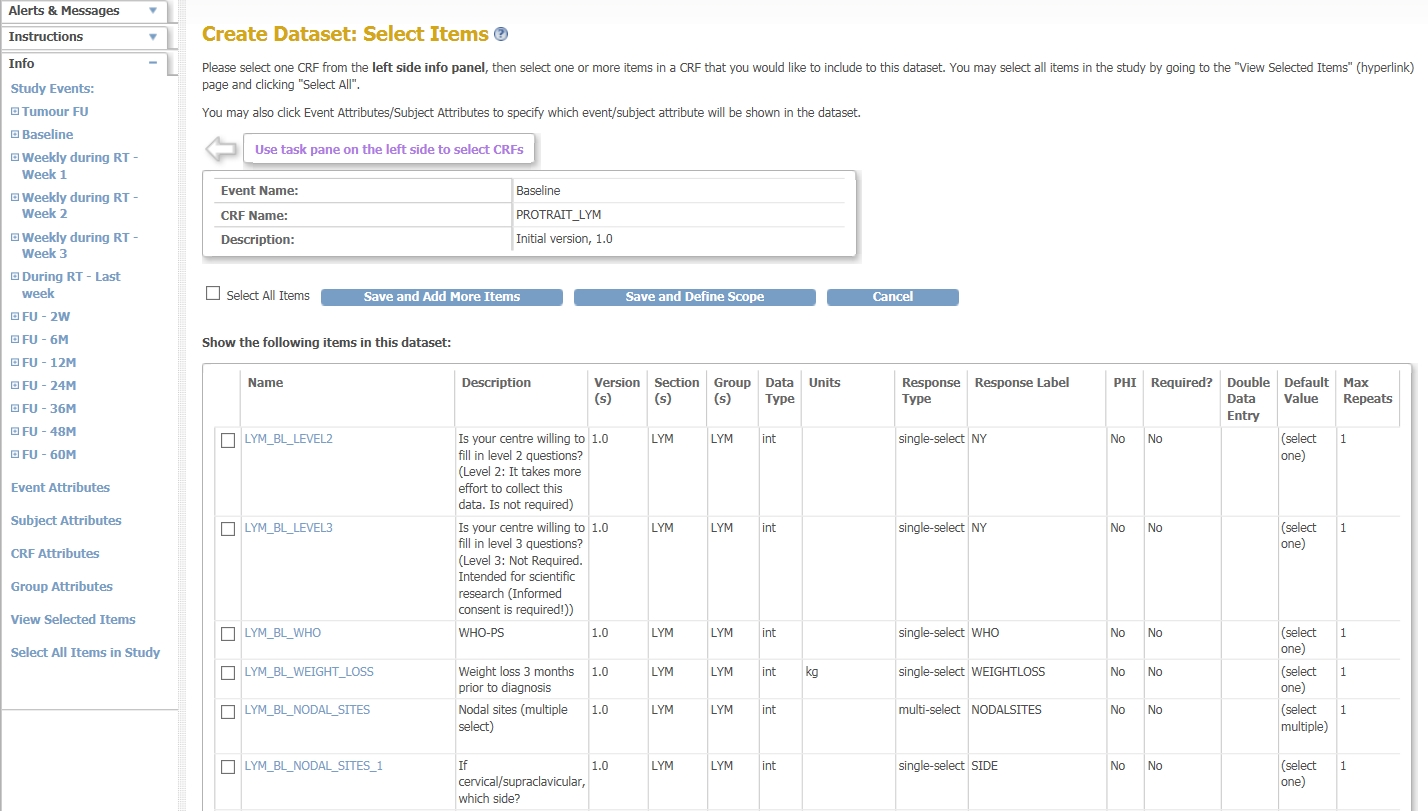 Alerts & Messages
Instructions
Info
Study Events:
Tumour FU
Baseline
Weekly during RT -
Week 1
Weekly during RT -
Week 2
Weekly during RT -
Week 3
During RT - Last
week
FU - 2W
FU - 6M
FU - 12M
FU - 24M
FU - 36M
FU - 48M
FU - 60M
Event Attributes
Subject Attributes
CRF Attributes
Group Attributes
View Selected Items
Select All Items in Study
Create Dataset: Select Items ?
Please select one CRF from the left side info panel, then select one or more items in a CRF that you would like to include to this dataset. You may select all items in the study by going to the "View Selected Items" (hyperlink)
page and clicking "Select All".
You may also click Event Attributes/Subject Attributes to specify which event/subject attribute will be shown in the dataset.
Use task pane on the left side to select CRFs
Event Name: Baseline
CRF Name: PROTRAIT_LYM
Description: Initial version, 1.0
Select All Items Save and Add More Items Save and Define Scope Cancel
Show the following items in this dataset:
Name Description Version Section Group Data Units Response Response Label PHI Required? Double Default Max
(s) (s) (s) Type Type Data Value Repeats
Entry
LYM_BL_LEVEL2 Is your centre willing to 1.0 LYM LYM int single-select NY No No (select 1
fill in level 2 questions? one)
(Level 2: It takes more
effort to collect this
data. Is not required)
LYM_BL_LEVEL3 Is your centre willing to 1.0 LYM LYM int single-select NY No No (select 1
fill in level 3 questions? one)
(Level 3: Not Required.
Intended for scientific
research (Informed
consent is required!))
LYM_BL_WHO WHO-PS 1.0 LYM LYM int single-select WHO No No (select 1
one)
LYM_BL_WEIGHT_LOSS Weight loss 3 months 1.0 LYM LYM int kg single-select WEIGHTLOSS No No (select 1
prior to diagnosis one)
LYM_BL_NODAL_SITES Nodal sites (multiple 1.0 LYM LYM int multi-select NODALSITES No No (select 1
select) multiple)
LYM_BL_NODAL_SITES_1 If 1.0 LYM LYM int single-select SIDE No No (select 1
cervical/supraclavicular, one)
which side?